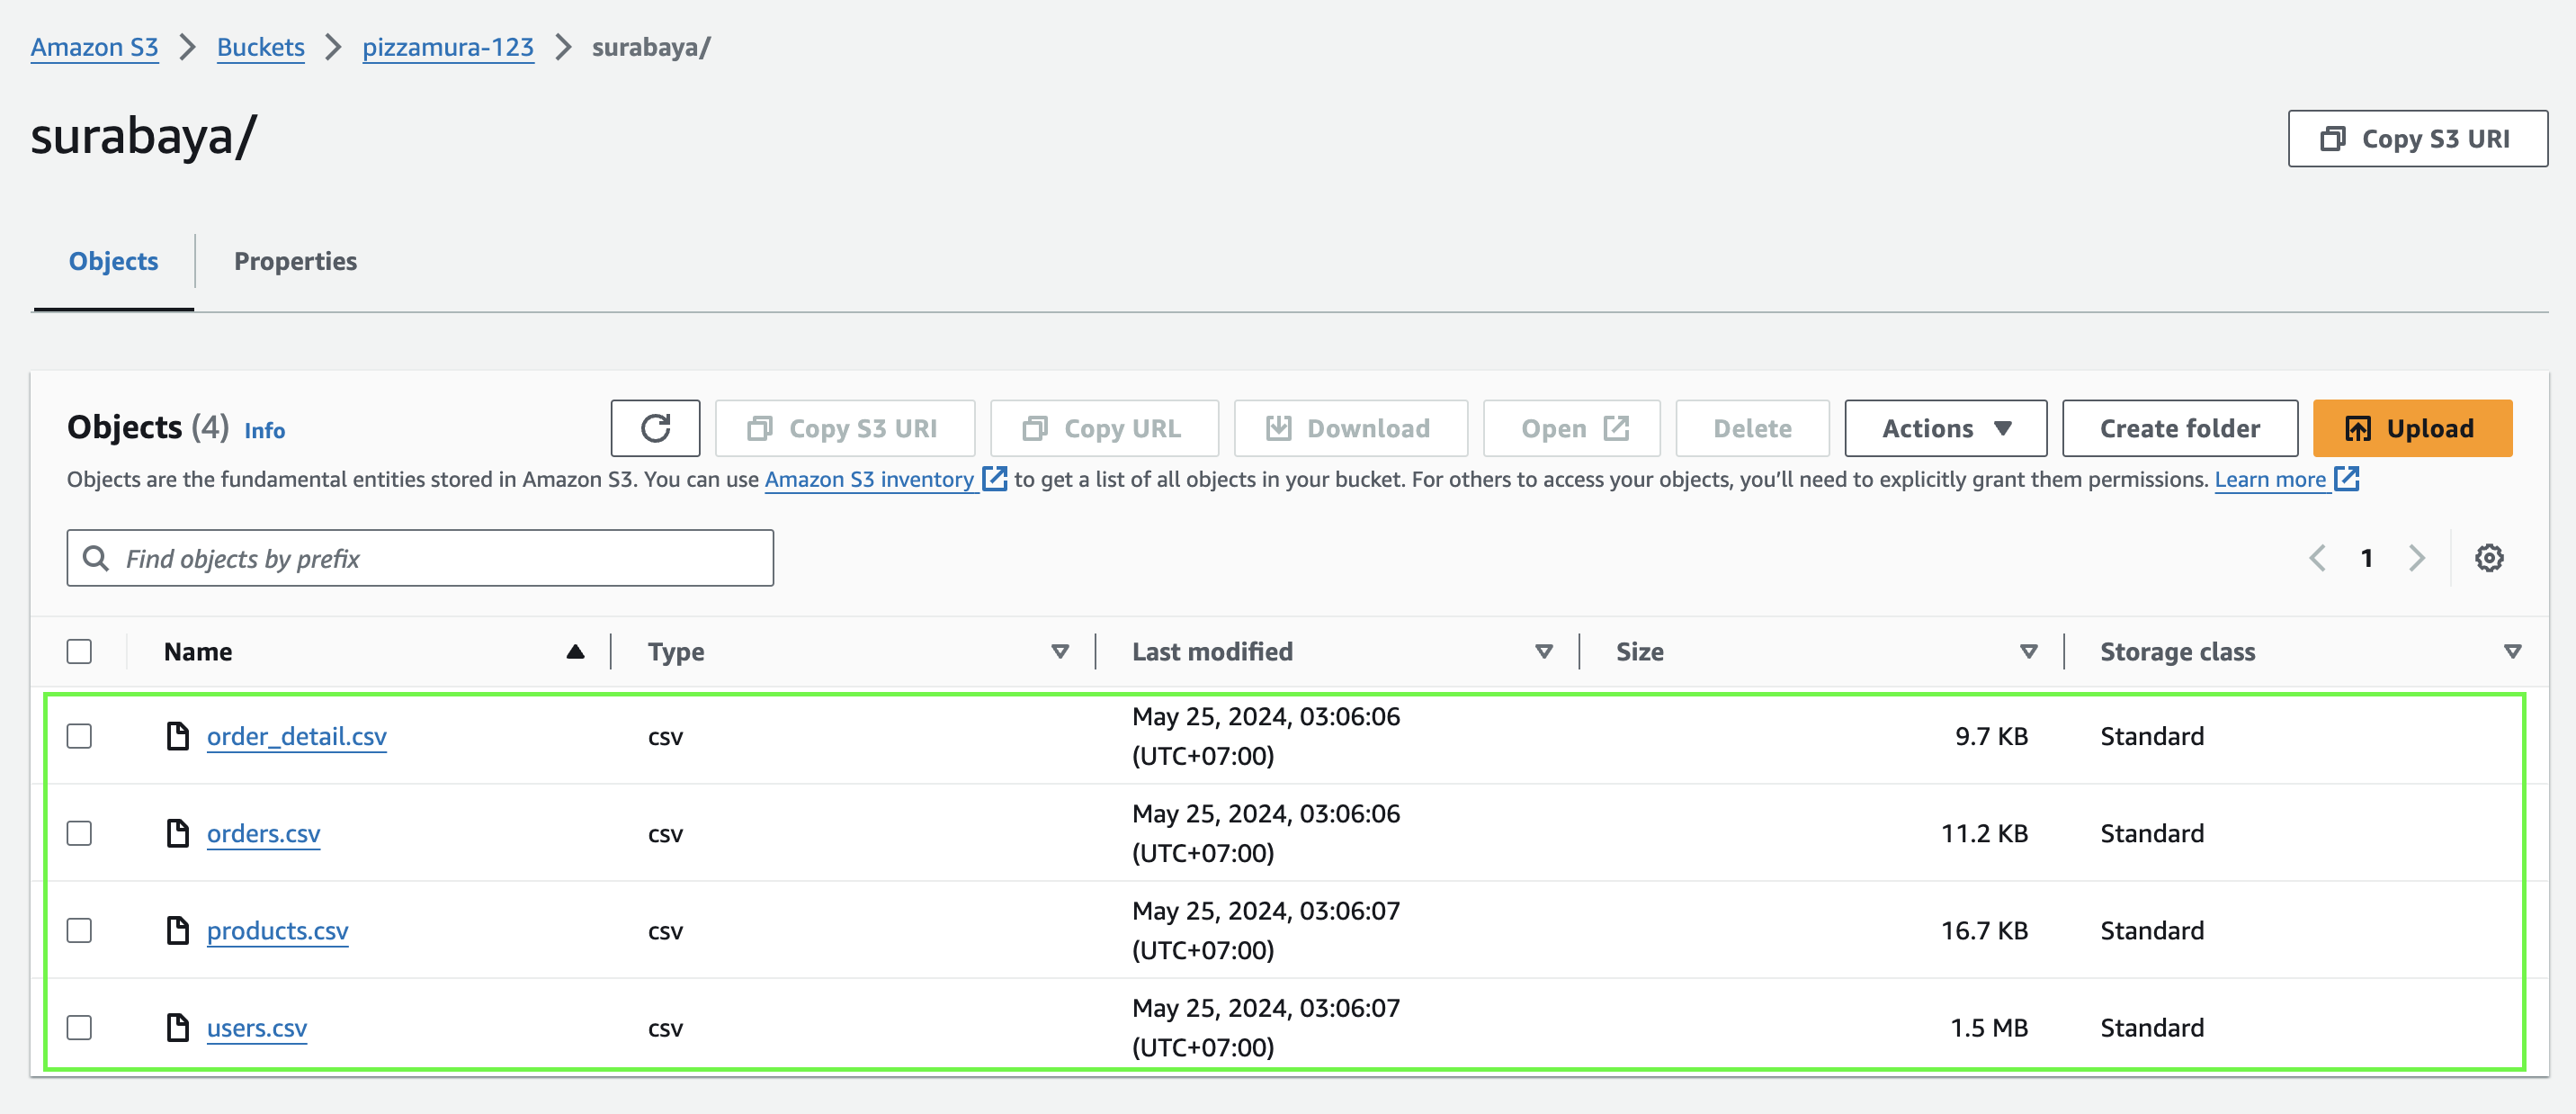 Amazon S3 > Buckets > pizzamura-123 > surabaya/
surabaya/
Copy S3 URI
Objects
Properties
Objects (4) Info
Copy S3 URI
Copy URL
Download
Open
Delete
Actions
Create folder
Upload
Objects are the fundamental entities stored in Amazon S3. You can use Amazon S3 inventory to get a list of all objects in your bucket. For others to access your objects, you'll need to explicitly grant them permissions. Learn more
Find objects by prefix
1
Name Type Last modified Size Storage class
order_detail.csv csv May 25, 2024, 03:06:06 (UTC+07:00) 9.7 KB Standard
orders.csv csv May 25, 2024, 03:06:06 (UTC+07:00) 11.2 KB Standard
products.csv csv May 25, 2024, 03:06:07 (UTC+07:00) 16.7 KB Standard
users.csv csv May 25, 2024, 03:06:07 (UTC+07:00) 1.5 MB Standard